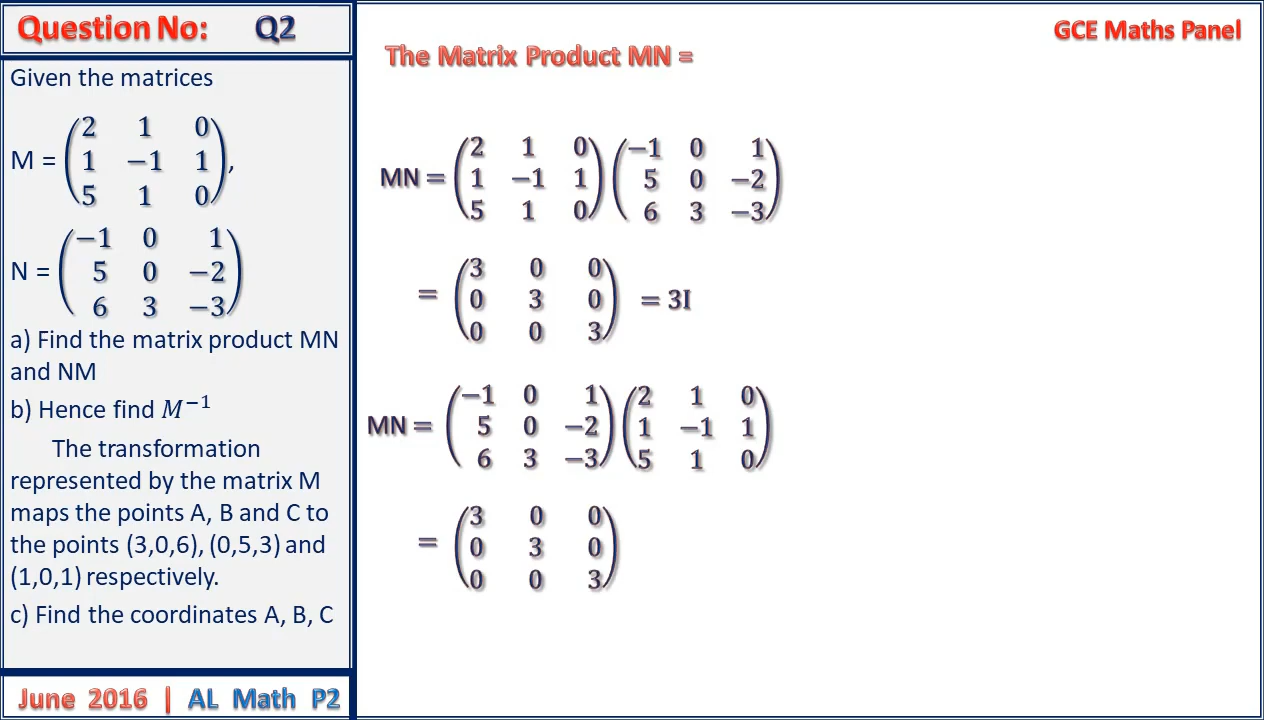 Question No: Q2
Given the matrices
M = (2 1 0
1 −1 1
5 1 0),
N = (−1 0 1
5 0 −2
6 3 −3)
a) Find the matrix product MN
and NM
b) Hence find M⁻¹
The transformation
represented by the matrix M
maps the points A, B and C to
the points (3,0,6), (0,5,3) and
(1,0,1) respectively.
c) Find the coordinates A, B, C
June 2016 | AL Math P2
GCE Maths Panel
The Matrix Product MN =
MN = (2 1 0
1 −1 1
5 1 0) (−1 0 1
5 0 −2
6 3 −3)
= (3 0 0
0 3 0
0 0 3) = 3I
MN = (−1 0 1
5 0 −2
6 3 −3) (2 1 0
1 −1 1
5 1 0)
= (3 0 0
0 3 0
0 0 3)